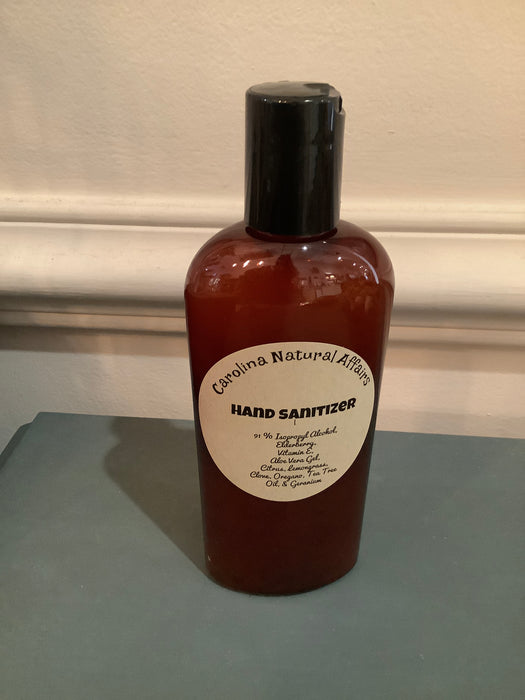 Carolina Natural Affairs
HAND SANITIZER
91 % Isopropyl Alcohol,
Elderberry,
Vitamin E,
Aloe Vera Gel,
Citrus, lemongrass,
Clove, Oregano, Tea Tree
Oil, & Geranium